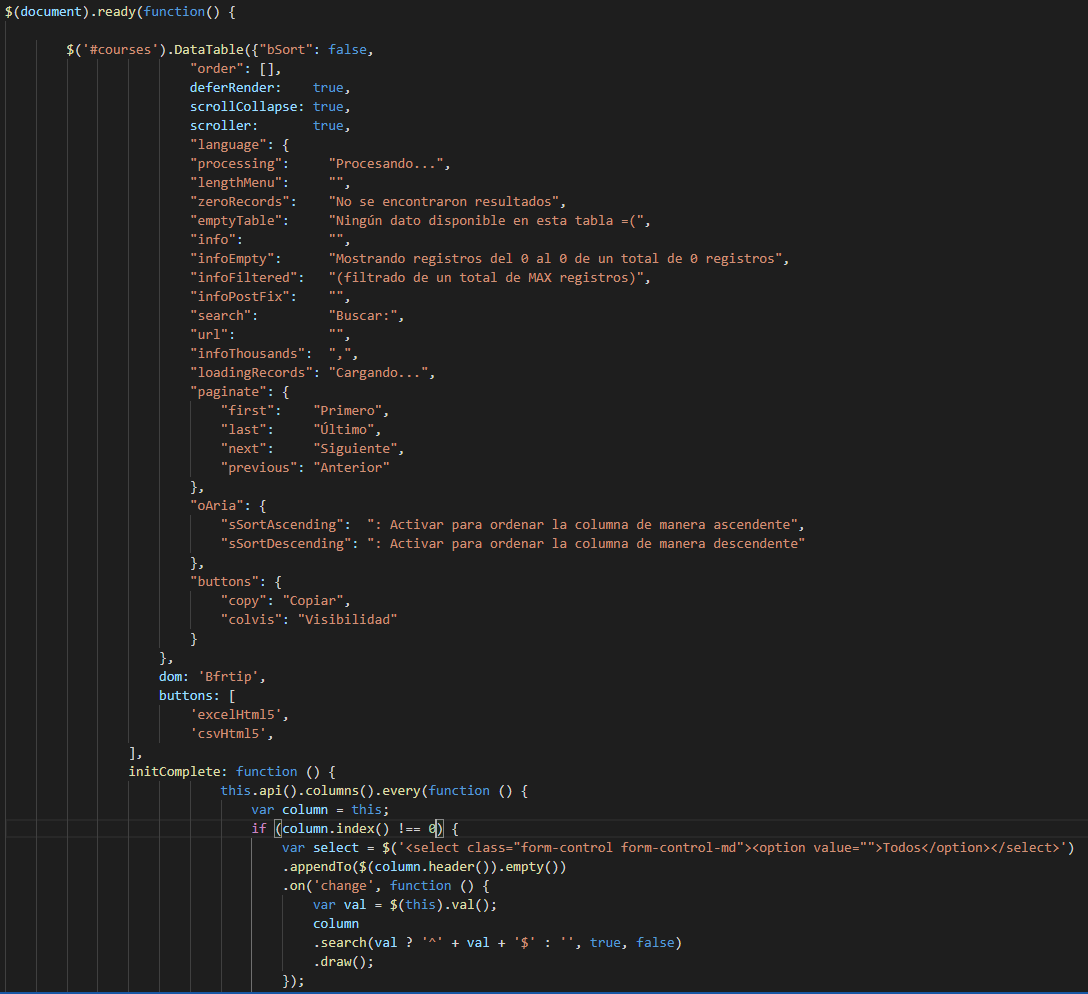 $(document).ready(function() {
$('#courses').DataTable({"bSort": false,
"order": [],
deferRender:    true,
scrollCollapse: true,
scroller:       true,
"language": {
"processing":     "Procesando...",
"lengthMenu":     "",
"zeroRecords":    "No se encontraron resultados",
"emptyTable":     "Ningún dato disponible en esta tabla =(",
"info":           "",
"infoEmpty":      "Mostrando registros del 0 al 0 de un total de 0 registros",
"infoFiltered":   "(filtrado de un total de MAX registros)",
"infoPostFix":    "",
"search":         "Buscar:",
"url":            "",
"infoThousands":  ",",
"loadingRecords": "Cargando...",
"paginate": {
"first":    "Primero",
"last":     "Último",
"next":     "Siguiente",
"previous": "Anterior"
},
"oAria": {
"sSortAscending":  ": Activar para ordenar la columna de manera ascendente",
"sSortDescending": ": Activar para ordenar la columna de manera descendente"
},
"buttons": {
"copy": "Copiar",
"colvis": "Visibilidad"
}
},
dom: 'Bfrtip',
buttons: [
'excelHtml5',
'csvHtml5',
],
initComplete: function () {
this.api().columns().every(function () {
var column = this;
if (column.index() !== 0) {
var select = $('<select class="form-control form-control-md"><option value="">Todos</option></select>')
.appendTo($(column.header()).empty())
.on('change', function () {
var val = $(this).val();
column
.search(val ? '^' + val + '$' : '', true, false)
.draw();
});